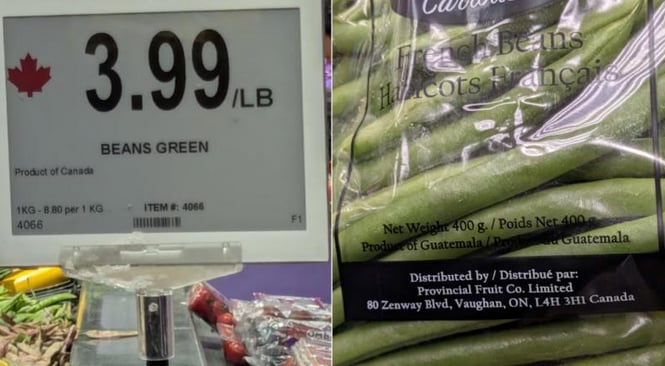 3.99/LB
BEANS GREEN
Product of Canada
1KG - 8.80 per 1 KG
ITEM #: 4066
4066
F1
French Beans
Haricots Français
Net Weight 400 g. / Poids Net 400 g.
Product of Guatemala / Produit du Guatemala
Distributed by / Distribué par:
Provincial Fruit Co. Limited
80 Zenway Blvd, Vaughan, ON, L4H 3H1 Canada